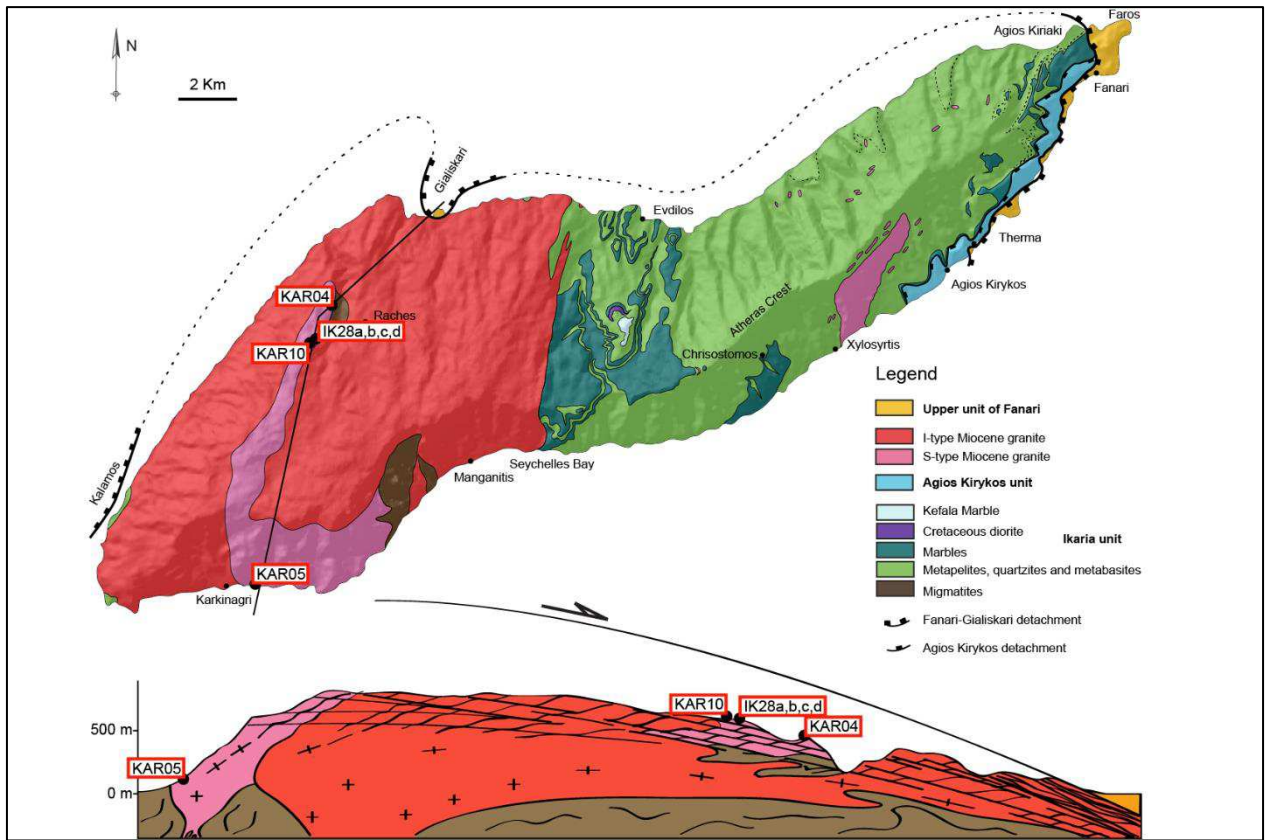 Faros
Agios Kiriaki
N
2 Km
Fanari
Gialiskari
Evdilos
Therma
KAR04
Raches
Agios Kirykos
IK28a,b,c,d
Atheras Crest
KAR10
Chrisostomos
Xylosyrtis
Legend
Upper unit of Fanari
I-type Miocene granite
S-type Miocene granite
Seychelles Bay
Manganitis
Kalamos
Agios Kirykos unit
Kefala Marble
Cretaceous diorite
Ikaria unit
Marbles
Metapelites, quartzites and metabasites
KAR05
Migmatites
Karkinagri
Fanari-Gialiskari detachment
Agios Kirykos detachment
KAR10
IK28a,b,c,d
KAR04
500 m
KAR05
0 m